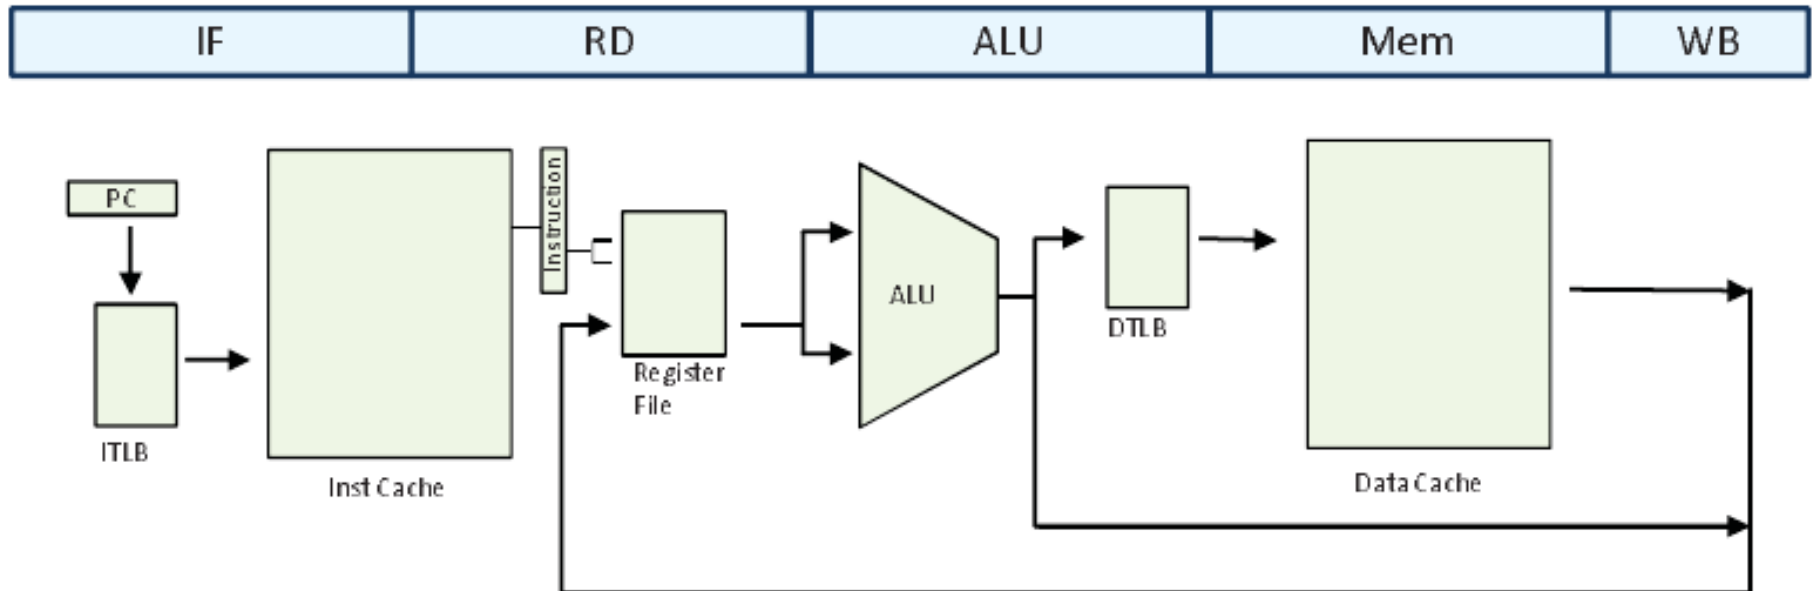 IF
RD
ALU
Mem
WB
PC
ITLB
Inst Cache
Instruction
Register
File
ALU
DTLB
Data Cache